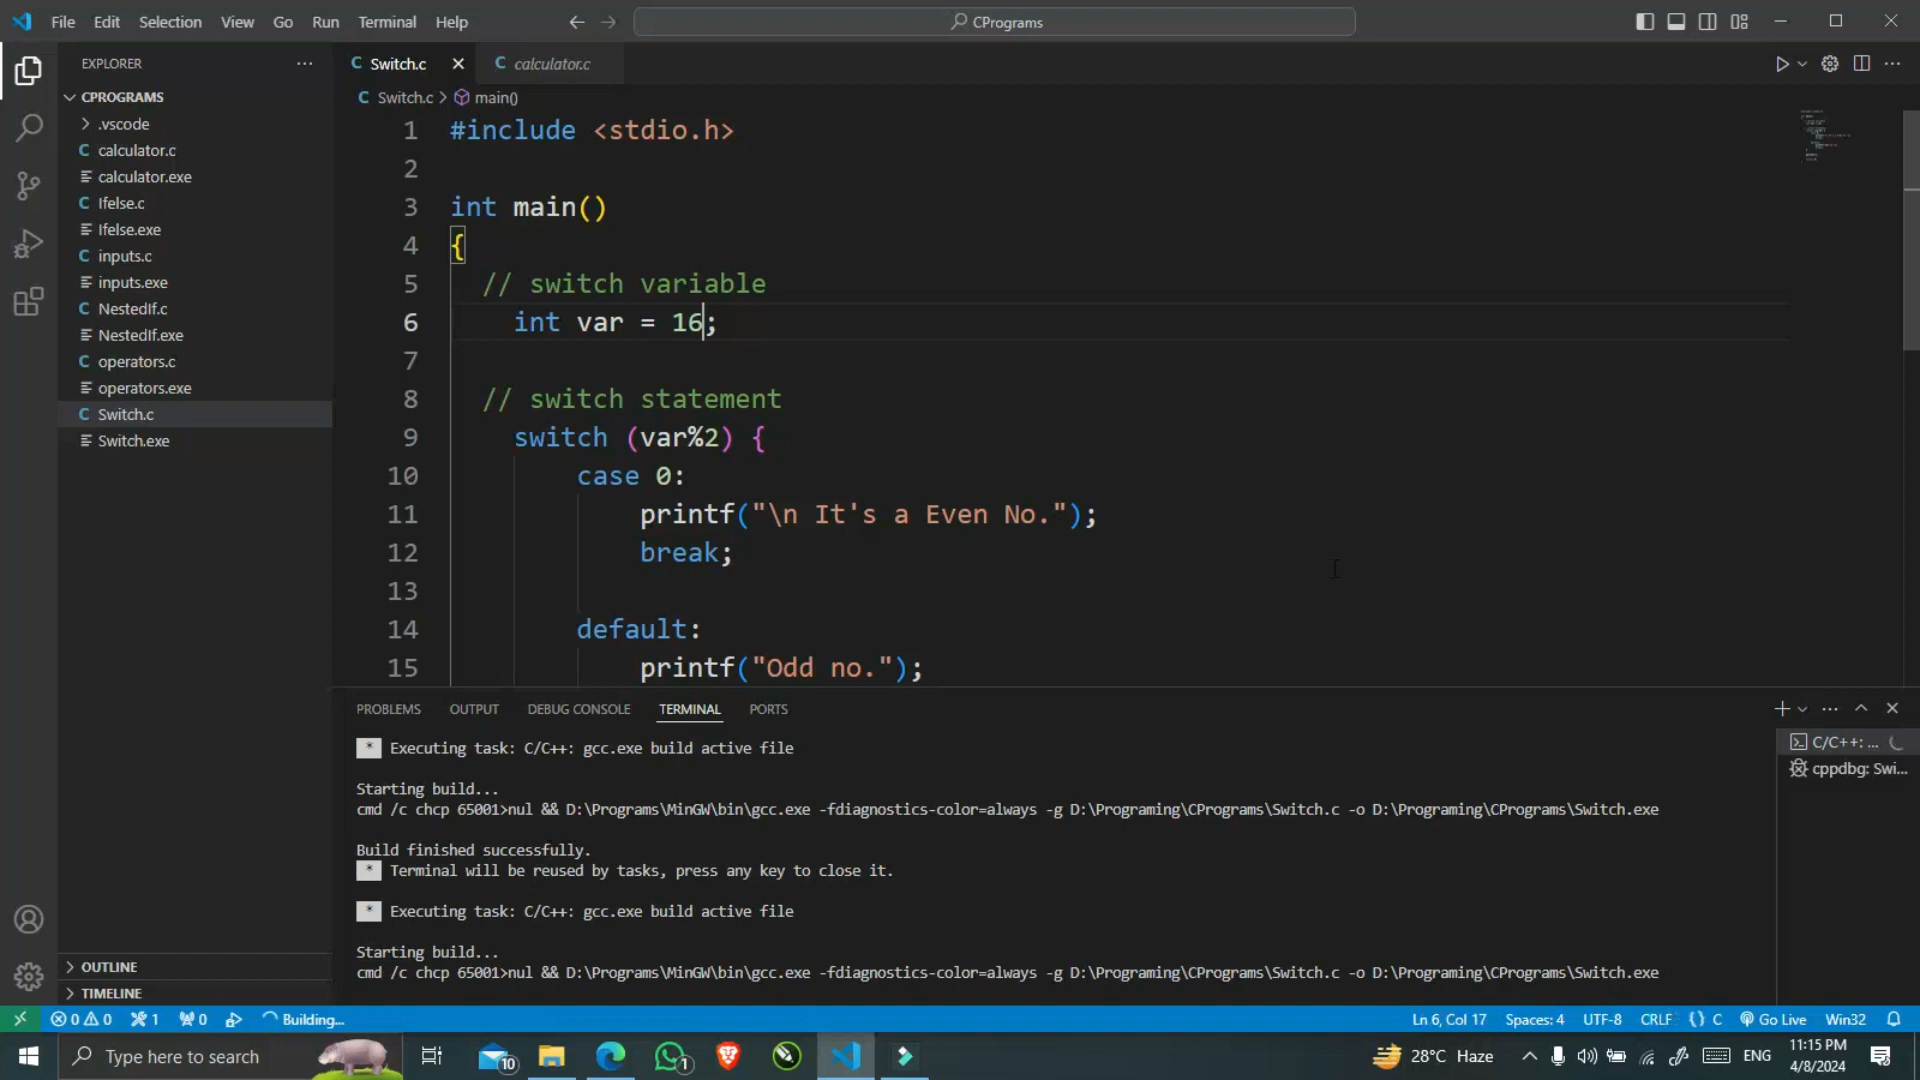 File Edit Selection View Go Run Terminal Help
CPrograms
EXPLORER
CPROGRAMS
.vscode
C calculator.c
calculator.exe
C Ifelse.c
Ifelse.exe
C inputs.c
inputs.exe
C NestedIf.c
NestedIf.exe
C operators.c
operators.exe
C Switch.c
Switch.exe
OUTLINE
TIMELINE
C Switch.c
C calculator.c
C Switch.c > main()
1 #include <stdio.h>
2
3 int main()
4 {
5 // switch variable
6 int var = 16;
7
8 // switch statement
9 switch (var%2) {
10 case 0:
11 printf("\n It's a Even No.");
12 break;
13
14 default:
15 printf("Odd no.");
PROBLEMS OUTPUT DEBUG CONSOLE TERMINAL PORTS
* Executing task: C/C++: gcc.exe build active file
Starting build...
cmd /c chcp 65001>nul && D:\Programs\MinGW\bin\gcc.exe -fdiagnostics-color=always -g D:\Programing\CPrograms\Switch.c -o D:\Programing\CPrograms\Switch.exe
Build finished successfully.
* Terminal will be reused by tasks, press any key to close it.
* Executing task: C/C++: gcc.exe build active file
Starting build...
cmd /c chcp 65001>nul && D:\Programs\MinGW\bin\gcc.exe -fdiagnostics-color=always -g D:\Programing\CPrograms\Switch.c -o D:\Programing\CPrograms\Switch.exe
C/C++: ...
cppdbg: Swi...
0 0 1 0 Building...
Ln 6, Col 17 Spaces: 4 UTF-8 CRLF {} C Go Live Win32
Type here to search
10
1
28°C Haze
ENG
11:15 PM
4/8/2024